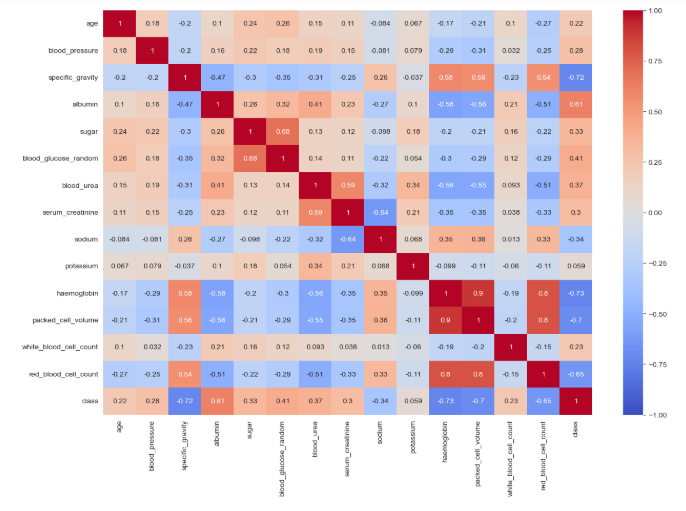 age 1 0.18 -0.2 0.1 0.24 0.26 0.15 0.11 -0.084 0.067 -0.17 -0.21 0.1 -0.27 0.22
blood_pressure 0.18 1 -0.2 0.16 0.22 0.18 0.19 0.15 -0.081 0.079 -0.29 -0.31 0.032 -0.25 0.28
specific_gravity -0.2 -0.2 1 -0.47 -0.3 -0.35 -0.31 -0.25 0.26 -0.037 0.58 0.56 -0.23 0.54 -0.72
albumin 0.1 0.16 -0.47 1 0.26 0.32 0.41 0.23 -0.27 0.1 -0.58 -0.56 0.21 -0.51 0.61
sugar 0.24 0.22 -0.3 0.26 1 0.68 0.13 0.12 -0.098 0.18 -0.2 -0.21 0.16 -0.22 0.33
blood_glucose_random 0.26 0.18 -0.35 0.32 0.68 1 0.14 0.11 -0.22 0.054 -0.3 -0.29 0.12 -0.29 0.41
blood_urea 0.15 0.19 -0.31 0.41 0.13 0.14 1 0.59 -0.32 0.34 -0.56 -0.55 0.093 -0.51 0.37
serum_creatinine 0.11 0.15 -0.25 0.23 0.12 0.11 0.59 1 -0.64 0.21 -0.35 -0.35 0.038 -0.33 0.3
sodium -0.084 -0.081 0.26 -0.27 -0.098 -0.22 -0.32 -0.64 1 0.068 0.35 0.36 0.013 0.33 -0.34
potassium 0.067 0.079 -0.037 0.1 0.18 0.054 0.34 0.21 0.068 1 -0.099 -0.11 -0.06 -0.11 0.059
haemoglobin -0.17 -0.29 0.58 -0.58 -0.2 -0.3 -0.56 -0.35 0.35 -0.099 1 0.9 -0.19 0.8 -0.73
packed_cell_volume -0.21 -0.31 0.56 -0.56 -0.21 -0.29 -0.55 -0.35 0.36 -0.11 0.9 1 -0.2 0.8 -0.7
white_blood_cell_count 0.1 0.032 -0.23 0.21 0.16 0.12 0.093 0.038 0.013 -0.06 -0.19 -0.2 1 -0.15 0.23
red_blood_cell_count -0.27 -0.25 0.54 -0.51 -0.22 -0.29 -0.51 -0.33 0.33 -0.11 0.8 0.8 -0.15 1 -0.65
class 0.22 0.28 -0.72 0.61 0.33 0.41 0.37 0.3 -0.34 0.059 -0.73 -0.7 0.23 -0.65 1
age
blood_pressure
specific_gravity
albumin
sugar
blood_glucose_random
blood_urea
serum_creatinine
sodium
potassium
haemoglobin
packed_cell_volume
white_blood_cell_count
red_blood_cell_count
class
1.00
0.75
0.50
0.25
0.00
−0.25
−0.50
−0.75
−1.00